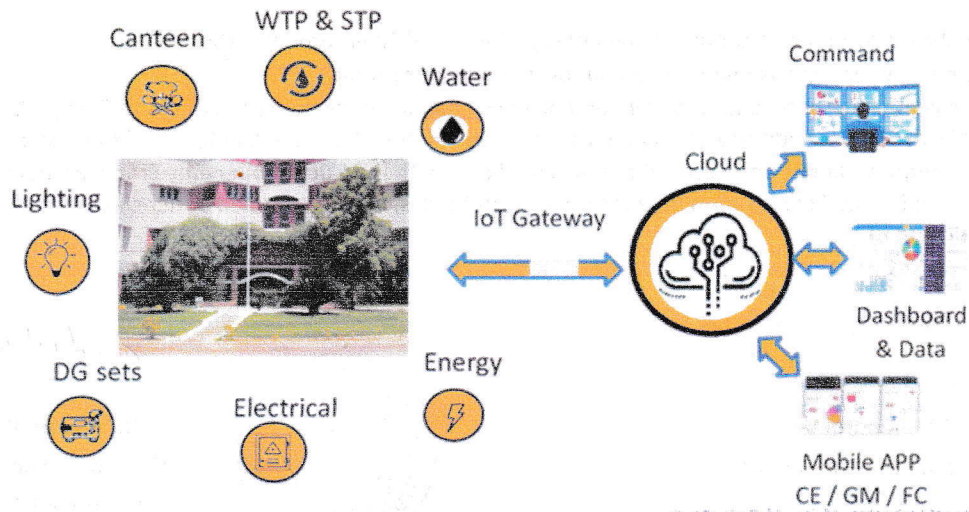 WTP & STP
Canteen
Water
Command
Cloud
Lighting
IoT Gateway
Dashboard
& Data
DG sets
Energy
Electrical
Mobile APP
CE / GM / FC